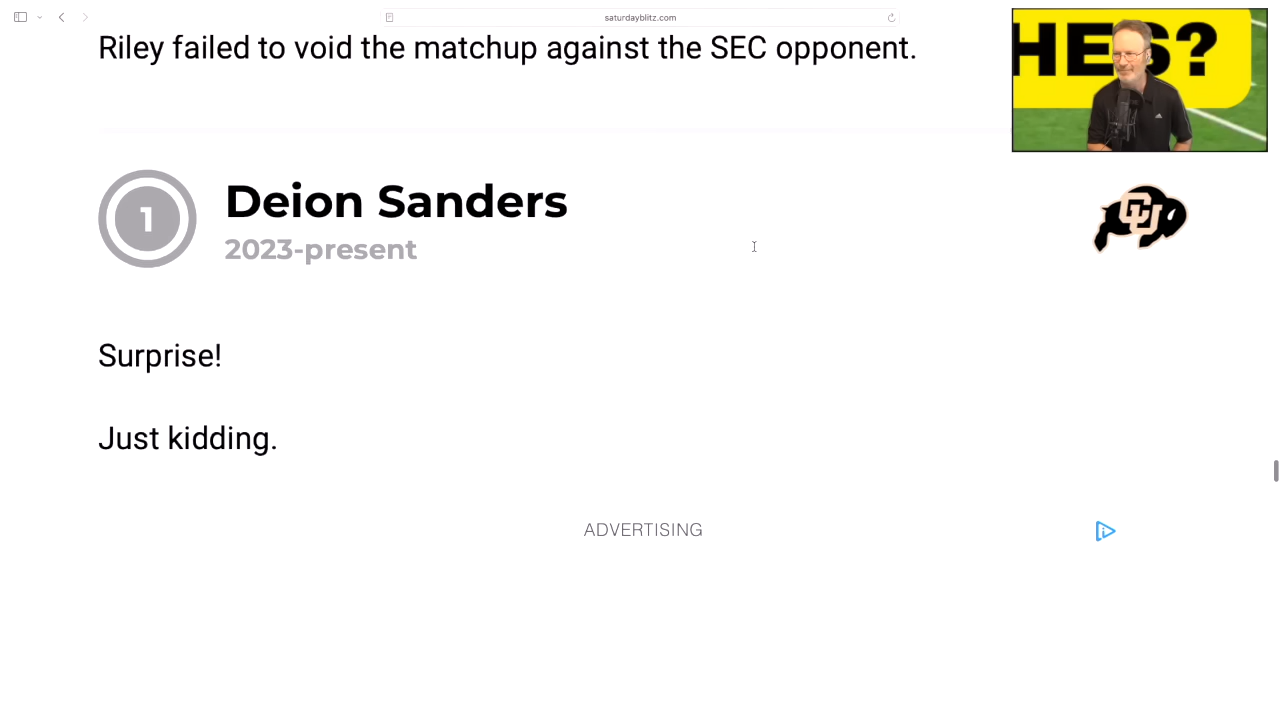 saturdayblitz.com
Riley failed to void the matchup against the SEC opponent.
HES?
1
Deion Sanders
2023-present
CU
Surprise!
Just kidding.
ADVERTISING